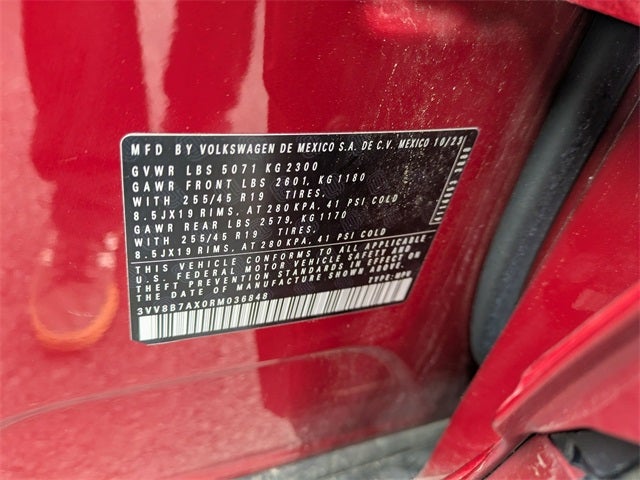 MFD BY VOLKSWAGEN DE MEXICO S.A. DE C.V. MEXICO 10/23
GVWR LBS 5071 KG 2300
GAWR FRONT LBS 2601, KG 1180
WITH 255/45 R19 TIRES.
8.5JX19 RIMS, AT 280 KPA, 41 PSI COLD
GAWR REAR LBS 2579, KG 1170
WITH 255/45 R19 TIRES.
8.5JX19 RIMS, AT 280 KPA, 41 PSI COLD
THIS VEHICLE CONFORMS TO ALL APPLICABLE
U.S. FEDERAL MOTOR VEHICLE SAFETY AND
THEFT PREVENTION STANDARDS IN EFFECT ON
THE DATE OF MANUFACTURE SHOWN ABOVE.
3VV8B7AX0RM036848 TYPE: MPV